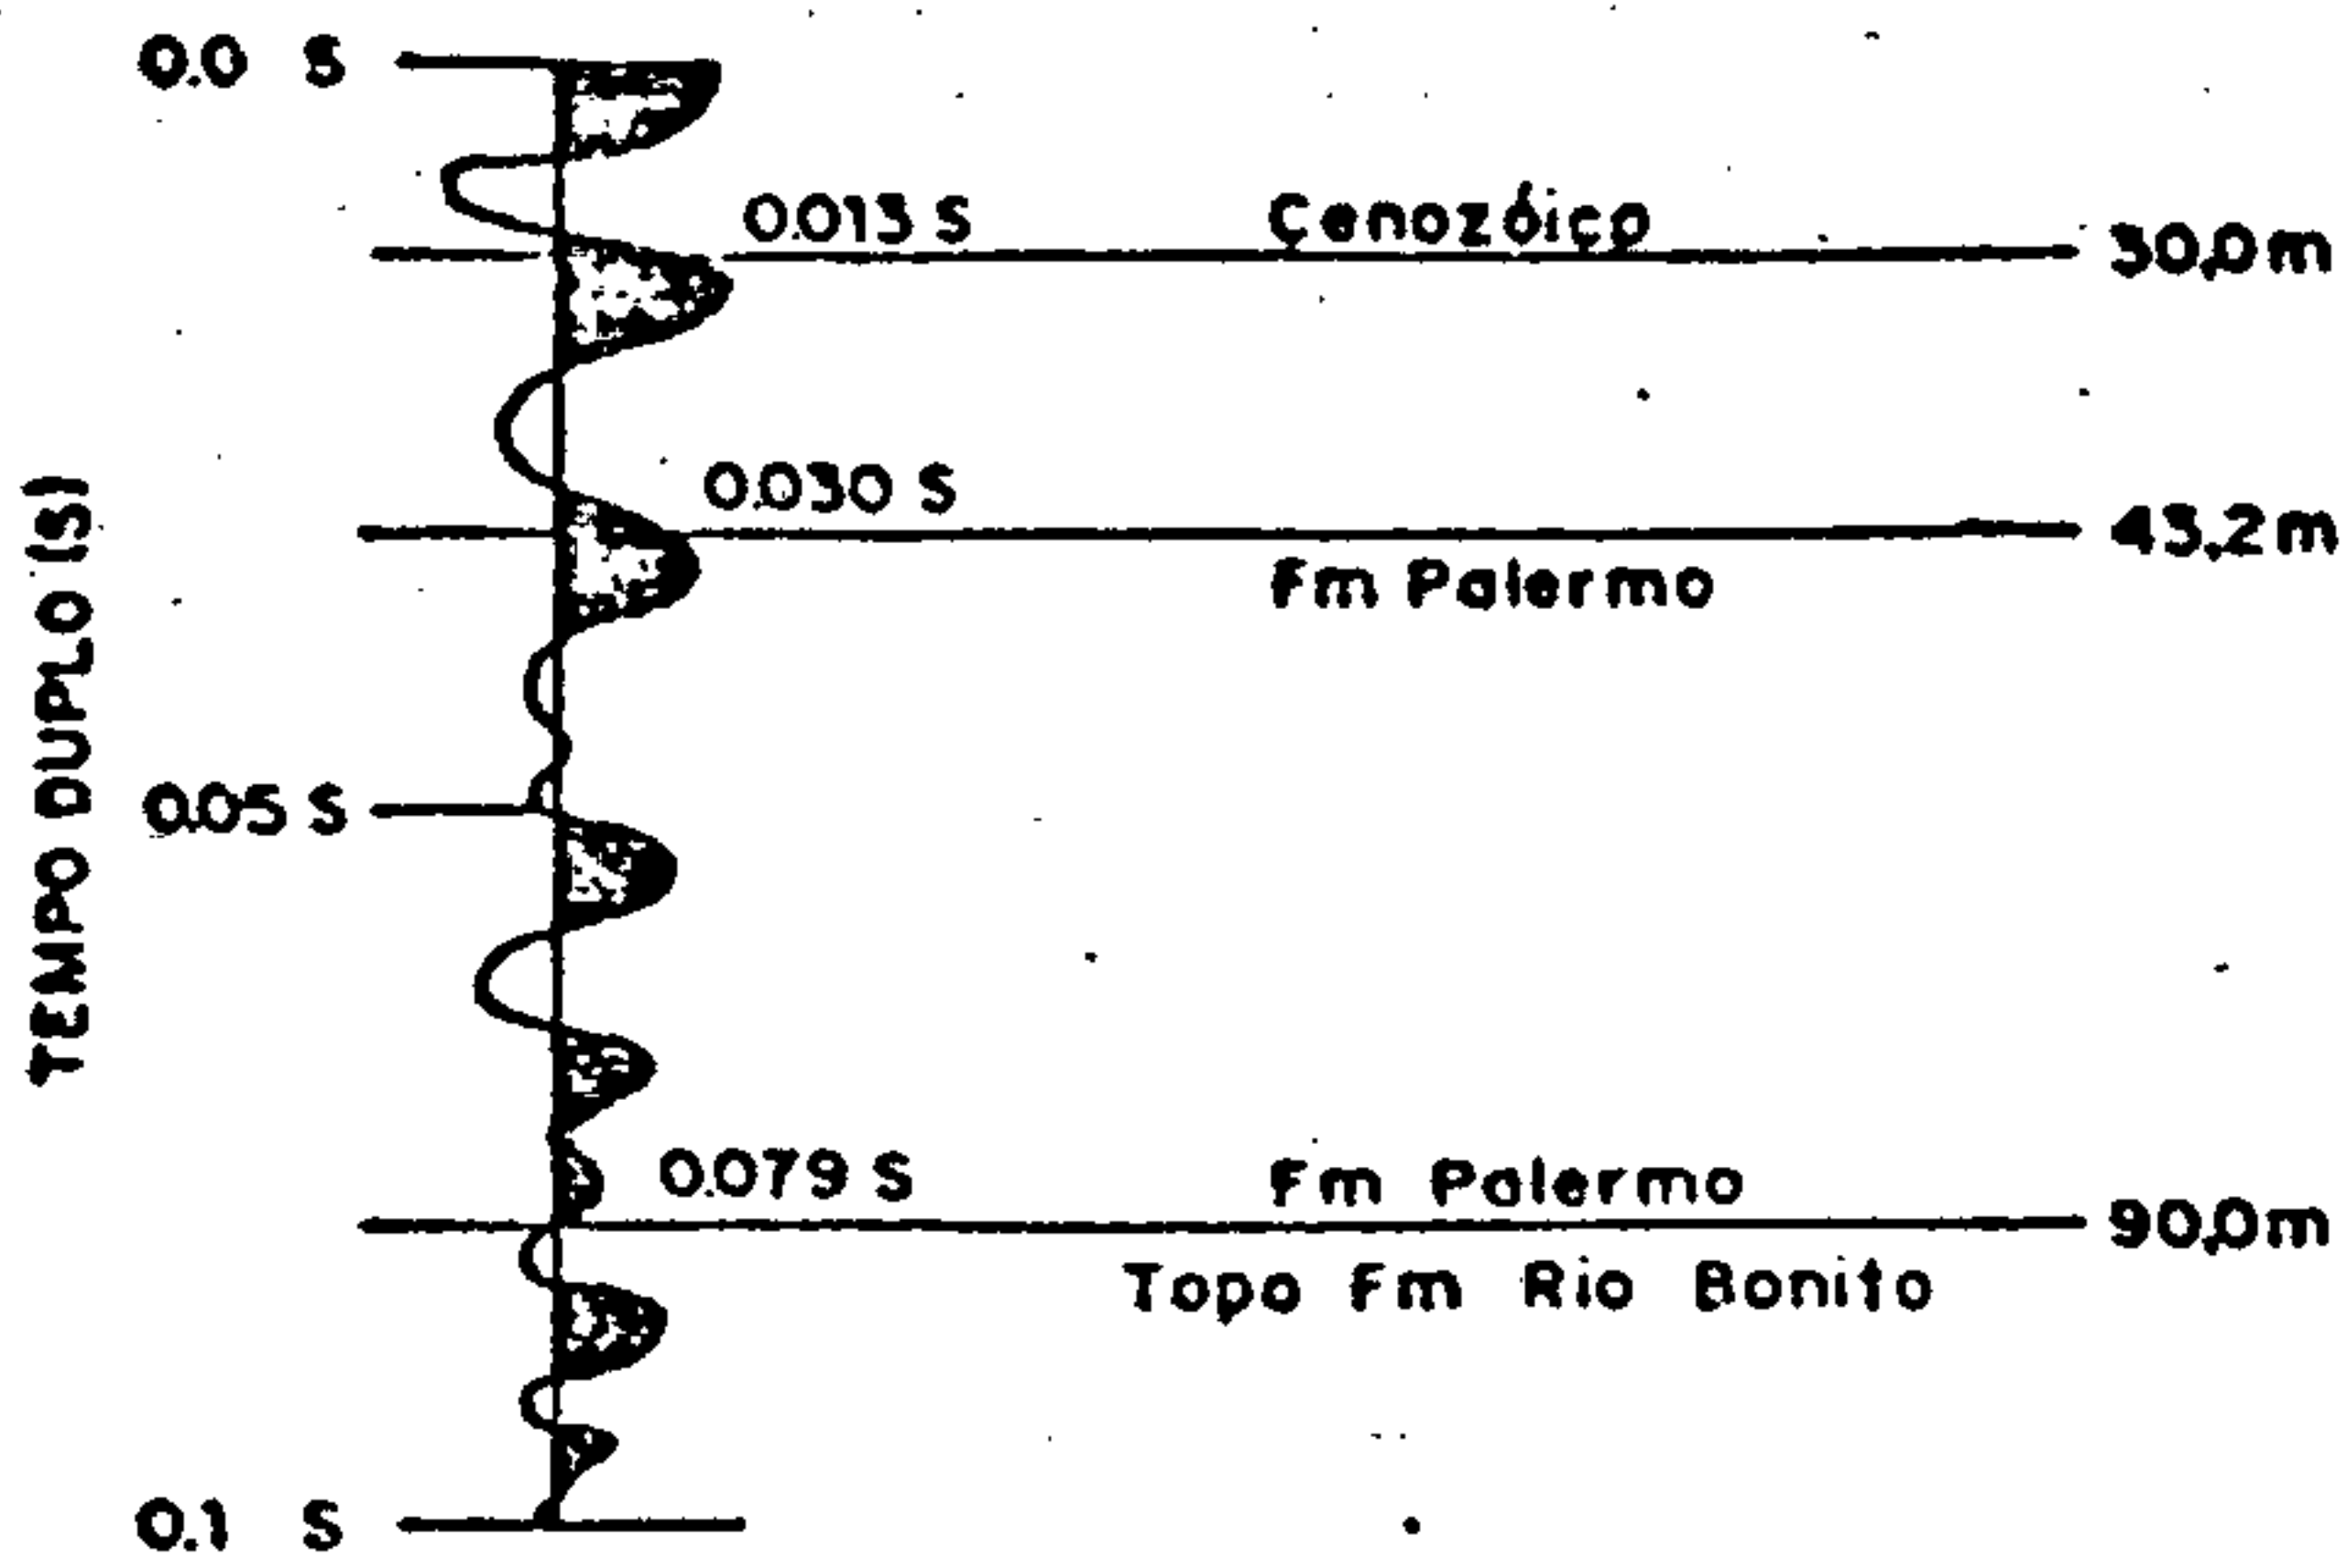 0.0 S
0.013 S Cenozóico 30,0m
0.030 S 43,2m
Fm Palermo
TEMPO DUPLO (S)
0.05 S
0.079 S Fm Palermo 90,0m
Topo Fm Rio Bonito
0.1 S